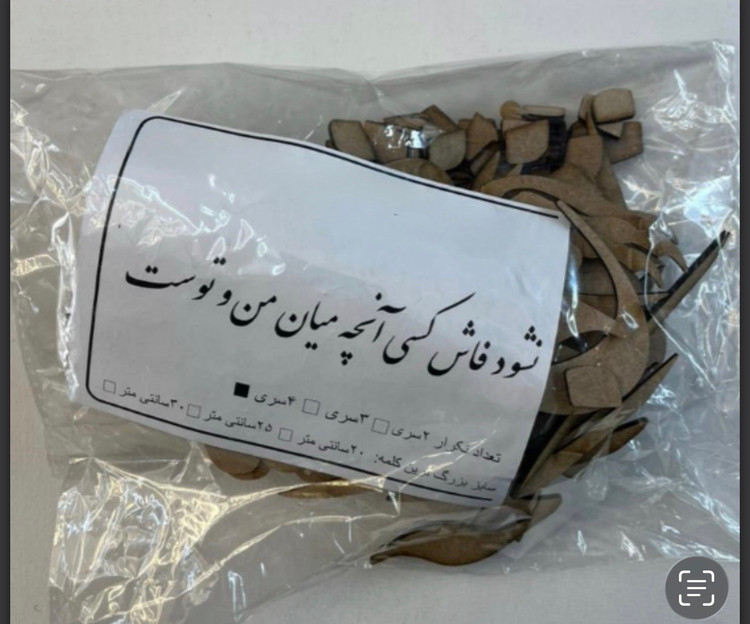 نشود فاش کسی آنچه میان من و توست
تعداد تکرار ۲سری □ ۳سری □ ۴سری ■
سایز بزرگ ترین کلمه: ۲۰سانتی متر □ ۲۵سانتی متر □ ۳۰سانتی متر □